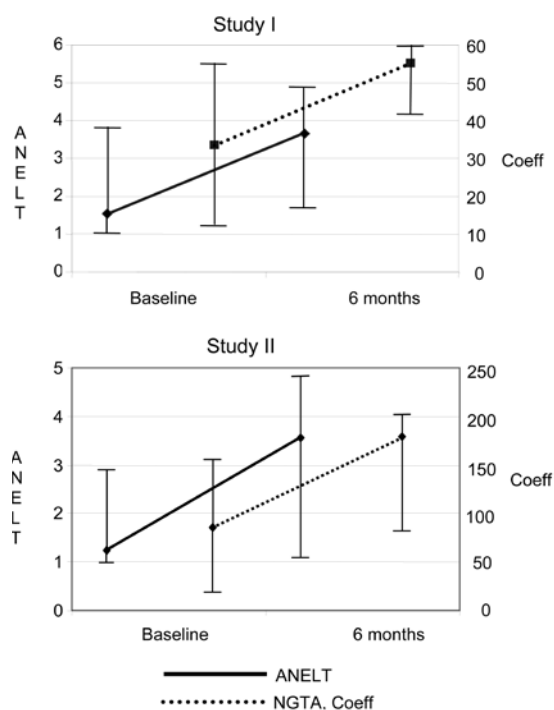 Study I
6
5
4
3
2
1
0
A
N
E
L
T
60
50
40
30
20
10
0
Coeff
Baseline 6 months
Study II
5
4
3
2
1
0
A
N
E
L
T
250
200
150
100
50
0
Coeff
Baseline 6 months
ANELT
NGTA. Coeff